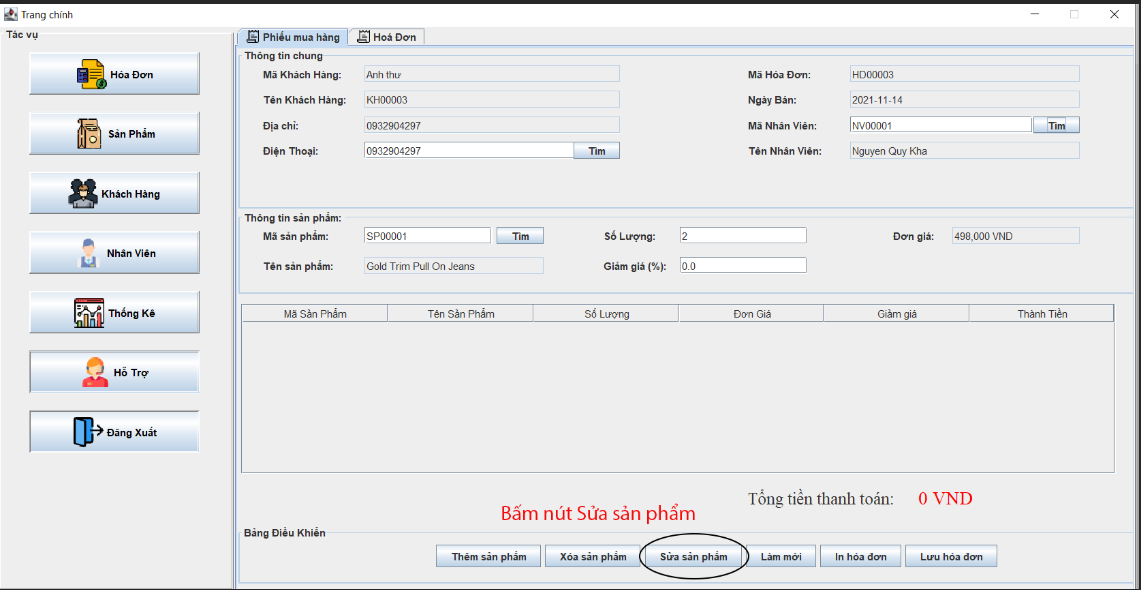 Trang chính
Tác vụ
Hóa Đơn
Sản Phẩm
Khách Hàng
Nhân Viên
Thống Kê
Hỗ Trợ
Đăng Xuất
Phiếu mua hàng
Hoá Đơn
Thông tin chung
Mã Khách Hàng: Anh thư
Mã Hóa Đơn: HD00003
Tên Khách Hàng: KH00003
Ngày Bán: 2021-11-14
Địa chỉ: 0932904297
Mã Nhân Viên: NV00001 Tìm
Điện Thoại: 0932904297 Tìm
Tên Nhân Viên: Nguyen Quy Kha
Thông tin sản phẩm:
Mã sản phẩm: SP00001 Tìm
Số Lượng: 2
Đơn giá: 498,000 VND
Tên sản phẩm: Gold Trim Pull On Jeans
Giảm giá (%): 0.0
Mã Sản Phẩm Tên Sản Phẩm Số Lượng Đơn Giá Giảm giá Thành Tiền
Tổng tiền thanh toán: 0 VND
Bấm nút Sửa sản phẩm
Bảng Điều Khiển
Thêm sản phẩm Xóa sản phẩm Sửa sản phẩm Làm mới In hóa đơn Lưu hóa đơn